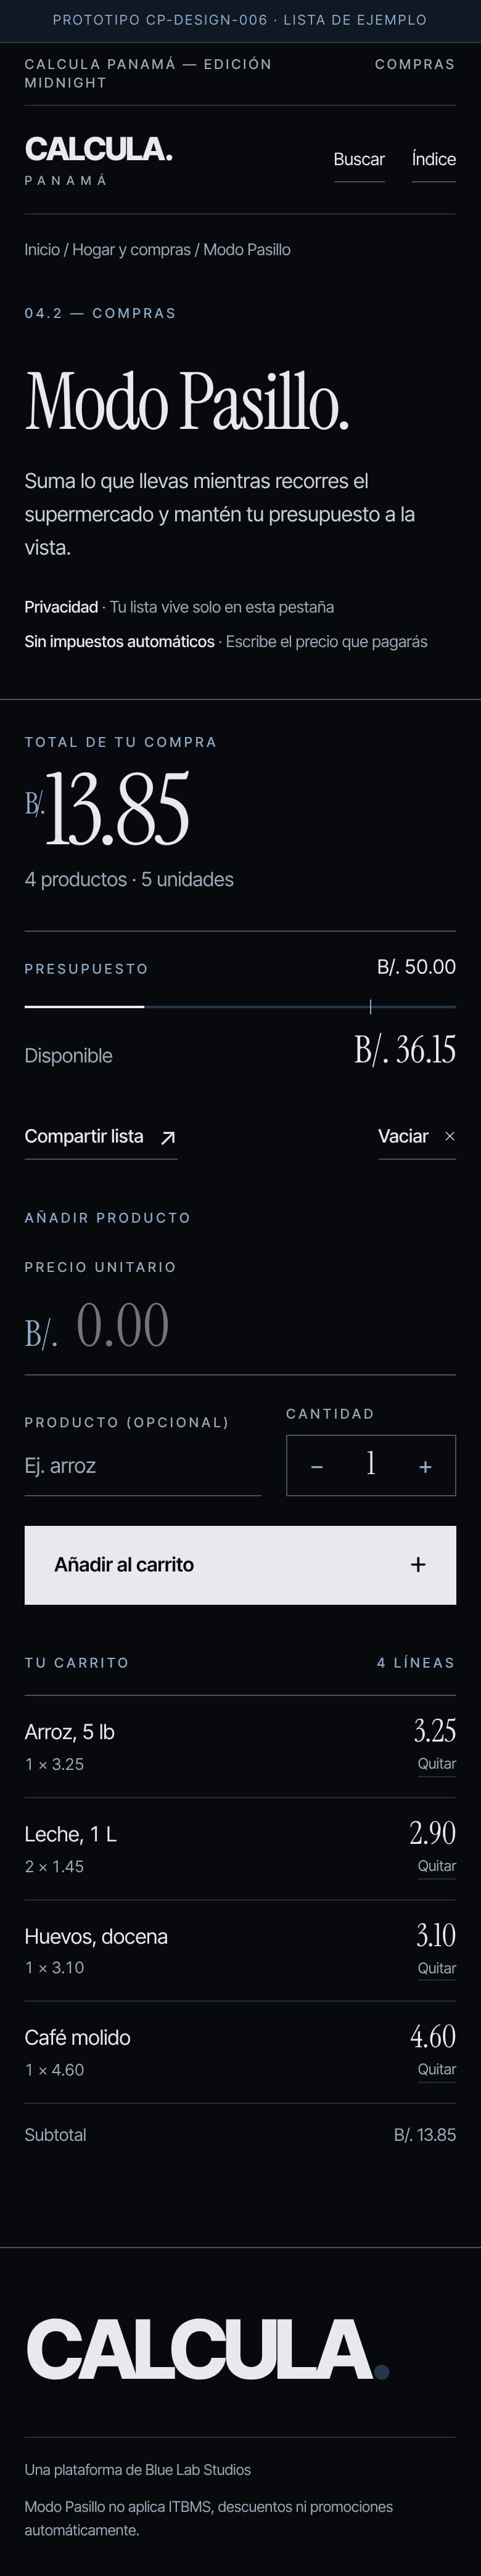 PROTOTIPO CP-DESIGN-006 · LISTA DE EJEMPLO
CALCULA PANAMÁ — EDICIÓN MIDNIGHT
COMPRAS
CALCULA.
PANAMÁ
Buscar
Índice
Inicio / Hogar y compras / Modo Pasillo
04.2 — COMPRAS
Modo Pasillo.
Suma lo que llevas mientras recorres el
supermercado y mantén tu presupuesto a la
vista.
Privacidad · Tu lista vive solo en esta pestaña
Sin impuestos automáticos · Escribe el precio que pagarás
TOTAL DE TU COMPRA
B/. 13.85
4 productos · 5 unidades
PRESUPUESTO
B/. 50.00
Disponible
B/. 36.15
Compartir lista ↗
Vaciar ×
AÑADIR PRODUCTO
PRECIO UNITARIO
B/. 0.00
PRODUCTO (OPCIONAL)
CANTIDAD
Ej. arroz
− 1 +
Añadir al carrito +
TU CARRITO
4 LÍNEAS
Arroz, 5 lb
3.25
1 × 3.25
Quitar
Leche, 1 L
2.90
2 × 1.45
Quitar
Huevos, docena
3.10
1 × 3.10
Quitar
Café molido
4.60
1 × 4.60
Quitar
Subtotal
B/. 13.85
CALCULA.
Una plataforma de Blue Lab Studios
Modo Pasillo no aplica ITBMS, descuentos ni promociones
automáticamente.